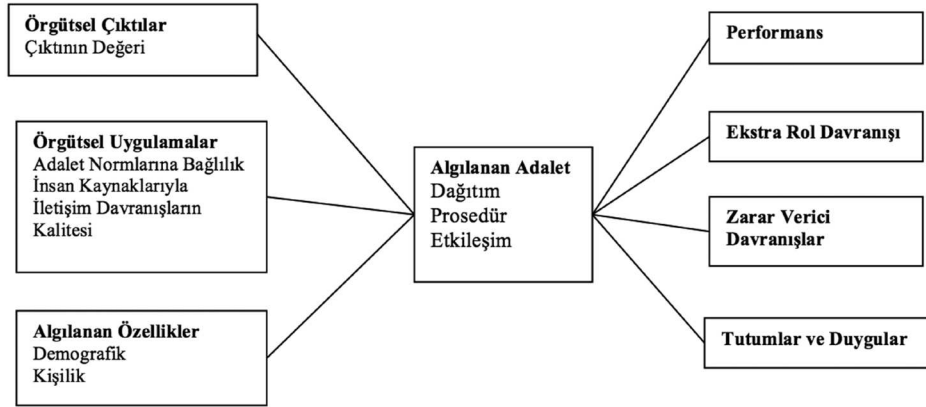 Örgütsel Çıktılar
Çıktının Değeri
Örgütsel Uygulamalar
Adalet Normlarına Bağlılık
İnsan Kaynaklarıyla
İletişim Davranışların
Kalitesi
Algılanan Özellikler
Demografik
Kişilik
Algılanan Adalet
Dağıtım
Prosedür
Etkileşim
Performans
Ekstra Rol Davranışı
Zarar Verici
Davranışlar
Tutumlar ve Duygular